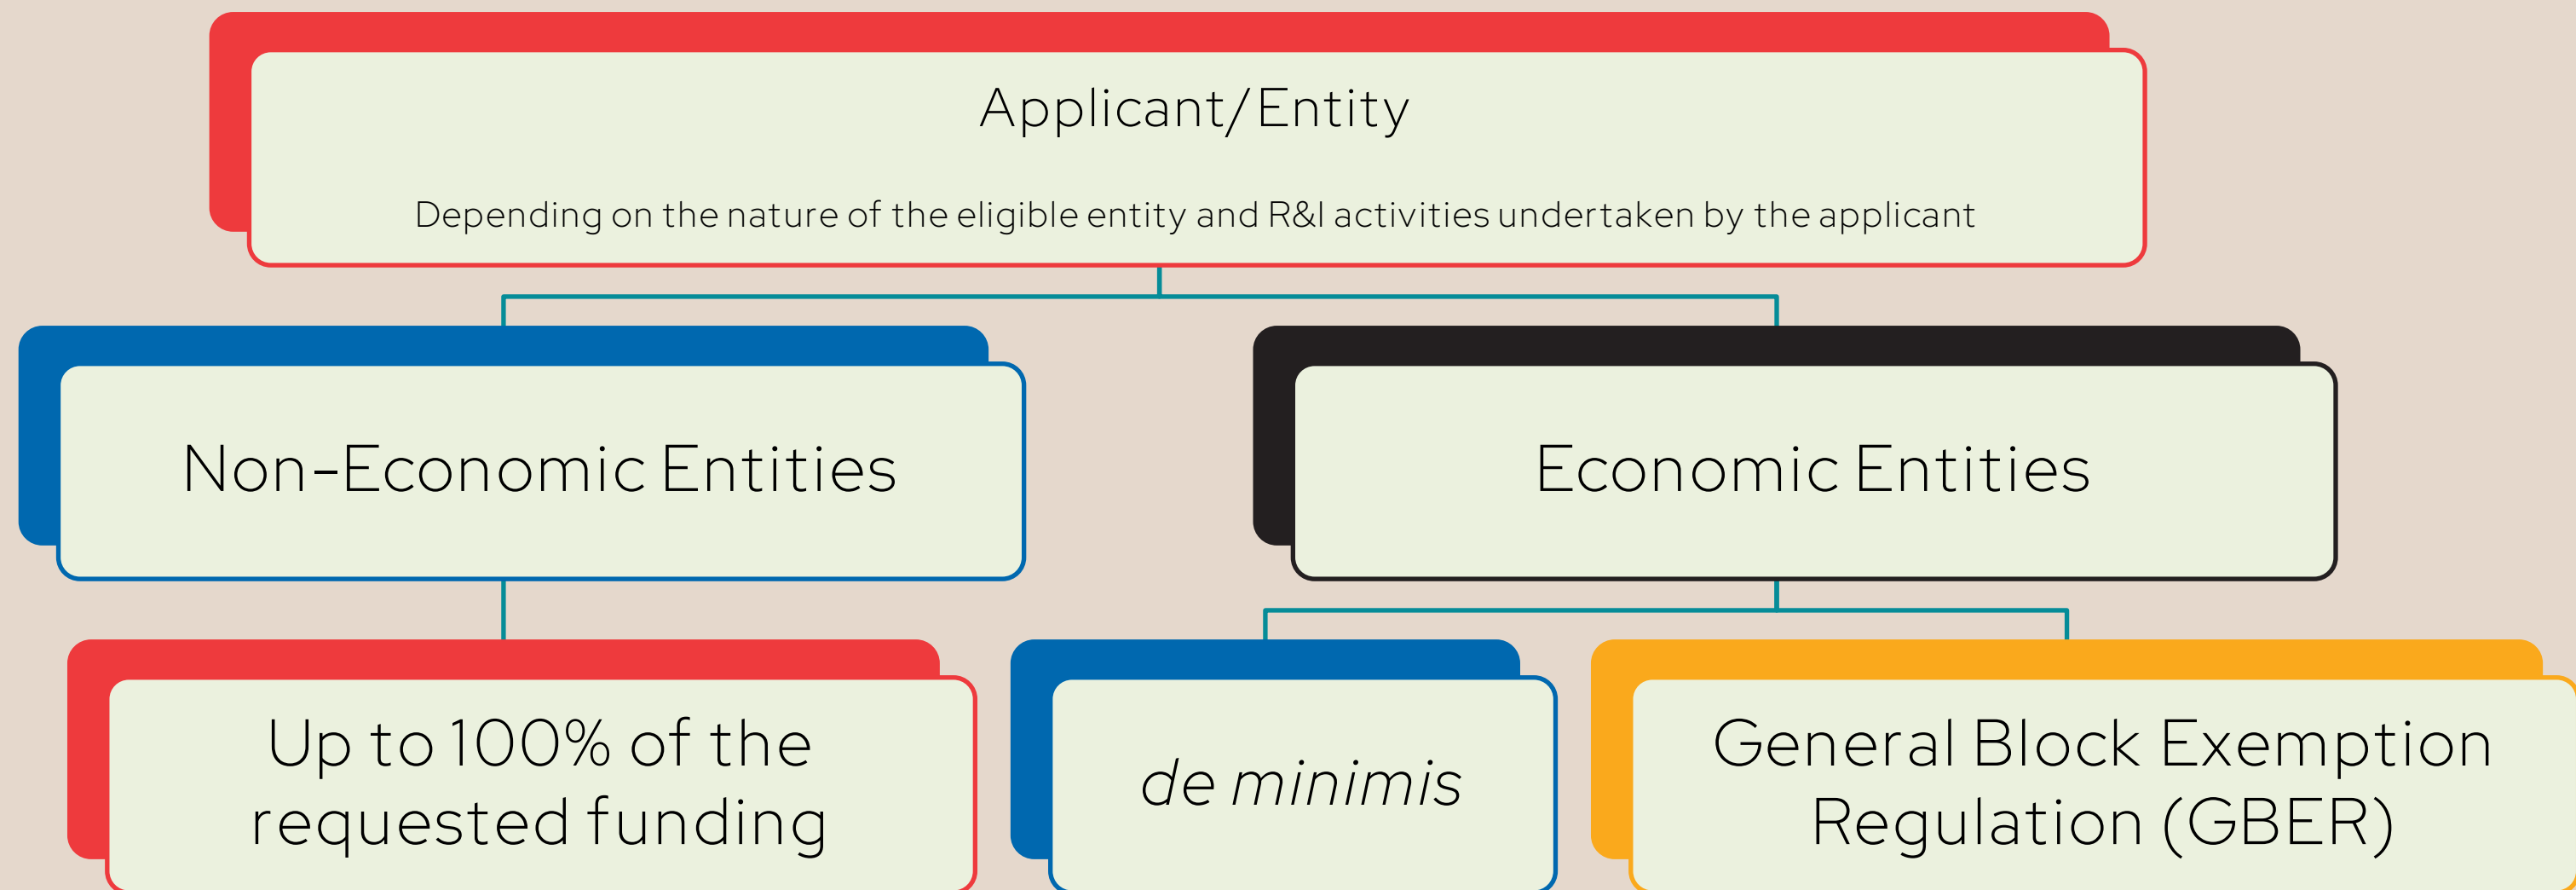 Applicant/Entity
Depending on the nature of the eligible entity and R&I activities undertaken by the applicant
Non-Economic Entities
Economic Entities
Up to 100% of the
requested funding
de minimis
General Block Exemption
Regulation (GBER)